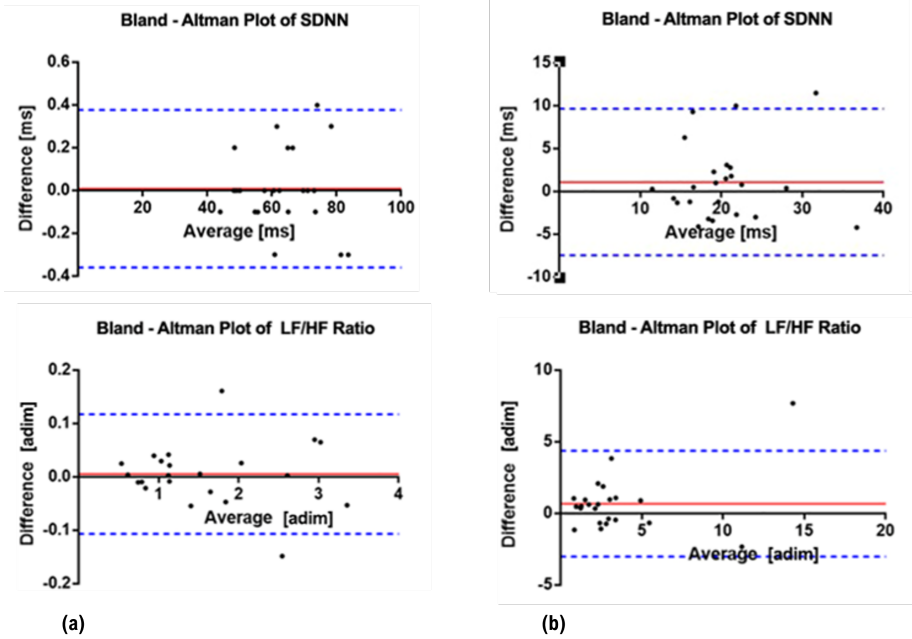 Bland - Altman Plot of SDNN
0.6
0.4
0.2
0.0
-0.2
-0.4
20 40 60 80 100
Average [ms]
Difference [ms]
Bland - Altman Plot of SDNN
15
10
5
0
-5
-10
10 20 30 40
Average [ms]
Difference [ms]
Bland - Altman Plot of LF/HF Ratio
0.2
0.1
0.0
-0.1
-0.2
1 2 3 4
Average [adim]
Difference [adim]
Bland - Altman Plot of LF/HF Ratio
10
5
0
-5
5 10 15 20
Average [adim]
Difference [adim]
(a)
(b)